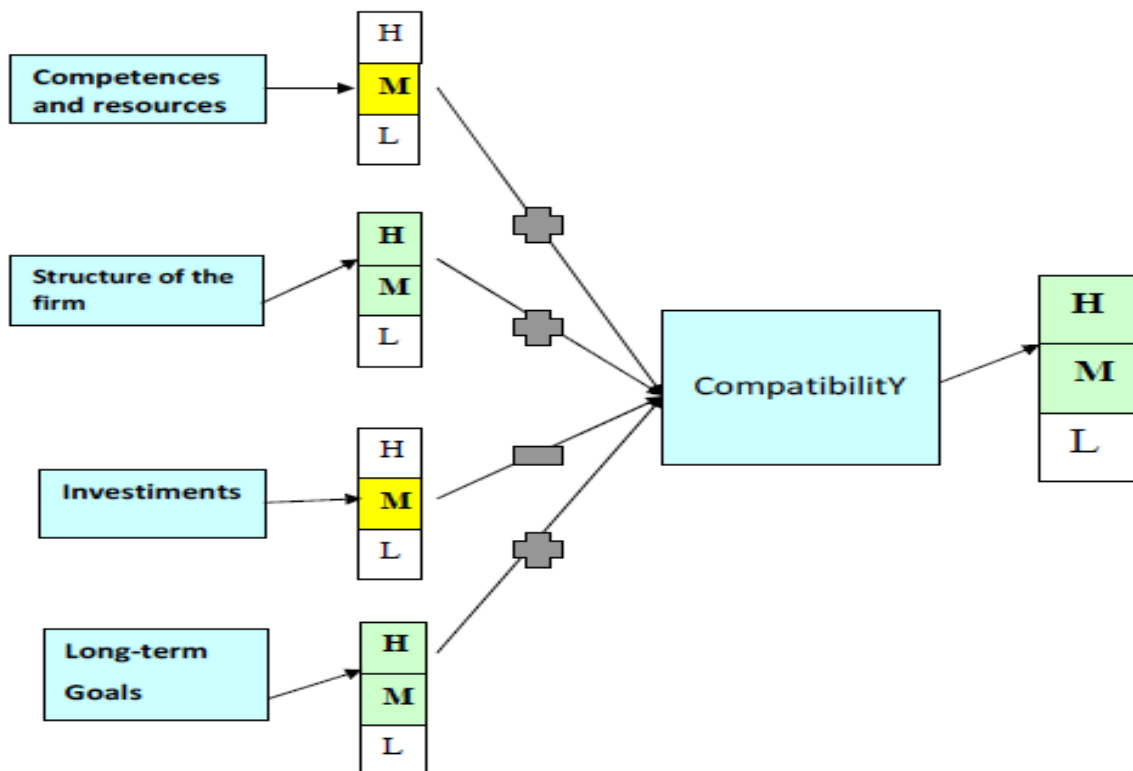 Competences
and resources
H
M
L
Structure of the
firm
H
M
L
Investiments
H
M
L
Long-term
Goals
H
M
L
CompatibilitY
H
M
L